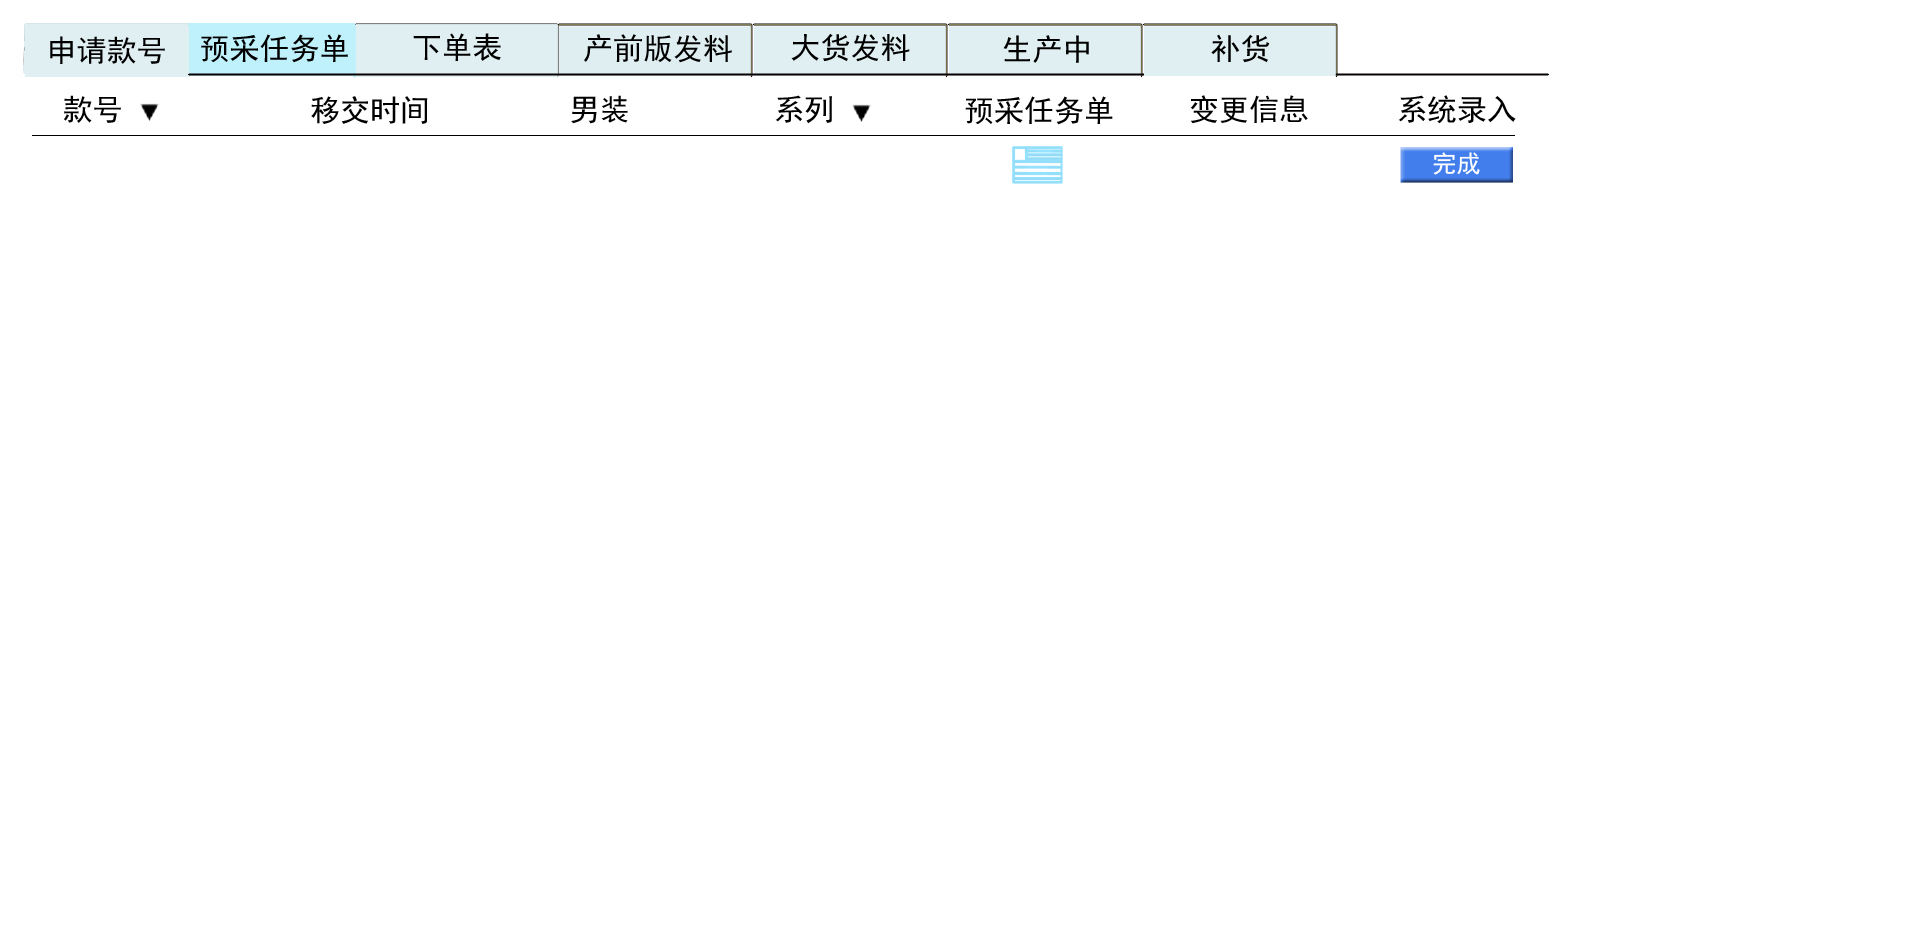 申请款号 预采任务单 下单表 产前版发料 大货发料 生产中 补货
款号 ▼ 移交时间 男装 系列 ▼ 预采任务单 变更信息 系统录入
完成